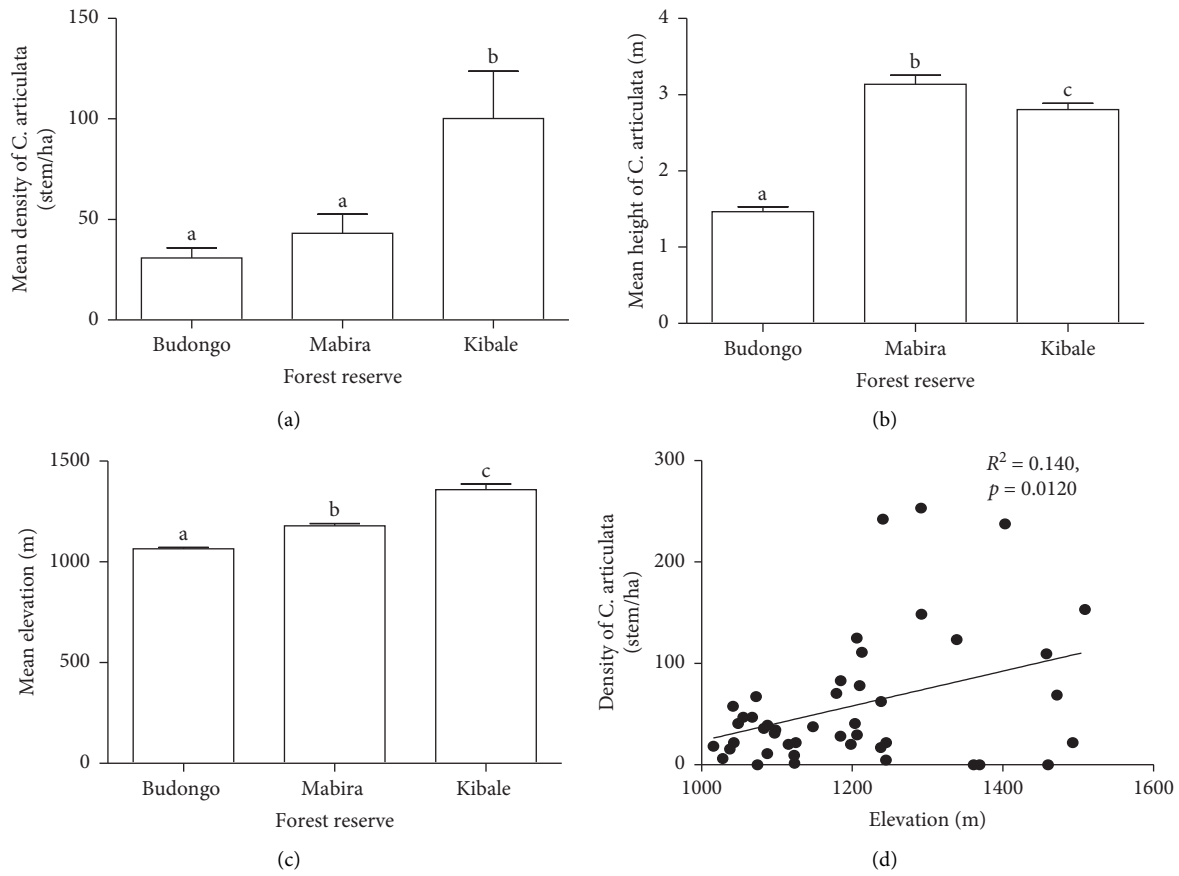 150
100
50
0
Mean density of C. articulata
(stem/ha)
a
a
b
Budongo Mabira Kibale
Forest reserve
(a)
4
3
2
1
0
Mean height of C. articulata (m)
a
b
c
Budongo Mabira Kibale
Forest reserve
(b)
1500
1000
500
0
Mean elevation (m)
a
b
c
Budongo Mabira Kibale
Forest reserve
(c)
300
200
100
0
Density of C. articulata
(stem/ha)
R² = 0.140,
p = 0.0120
1000 1200 1400 1600
Elevation (m)
(d)